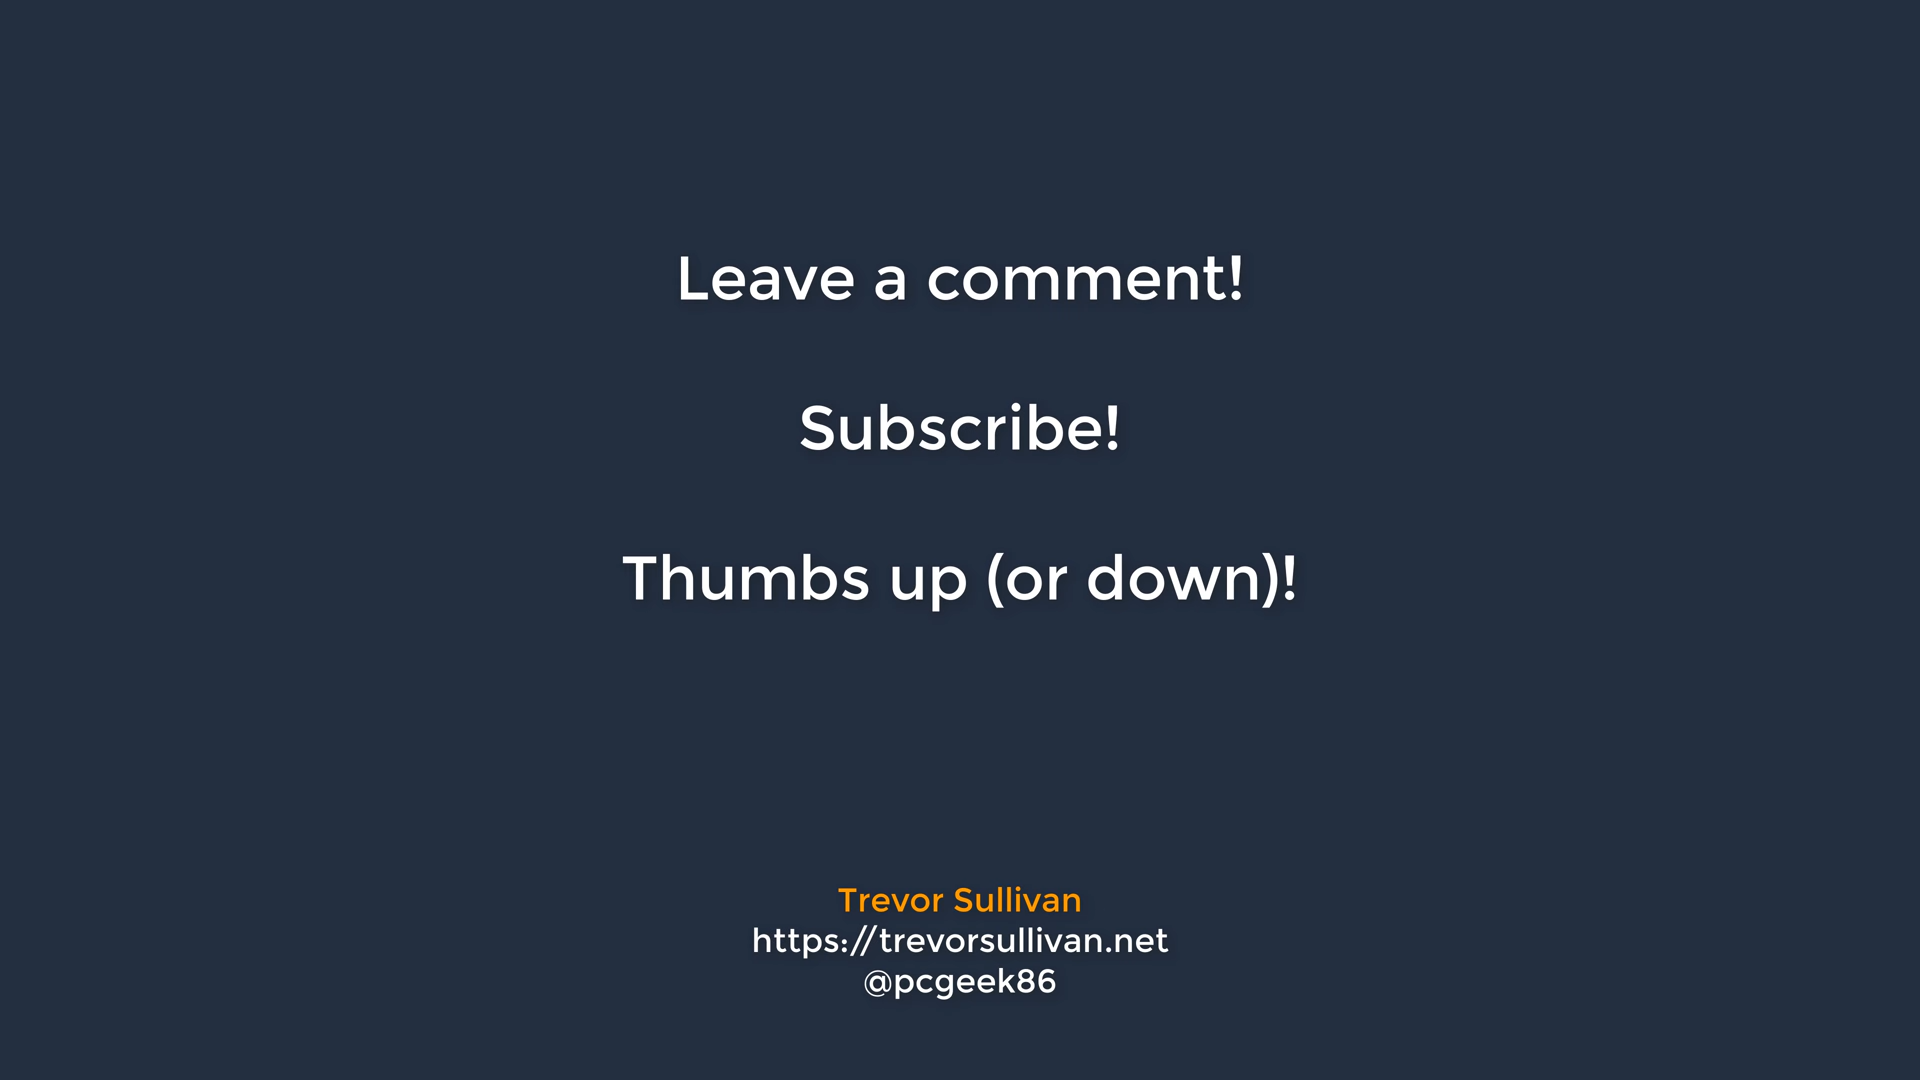 Leave a comment!
Subscribe!
Thumbs up (or down)!
Trevor Sullivan
https://trevorsullivan.net
@pcgeek86